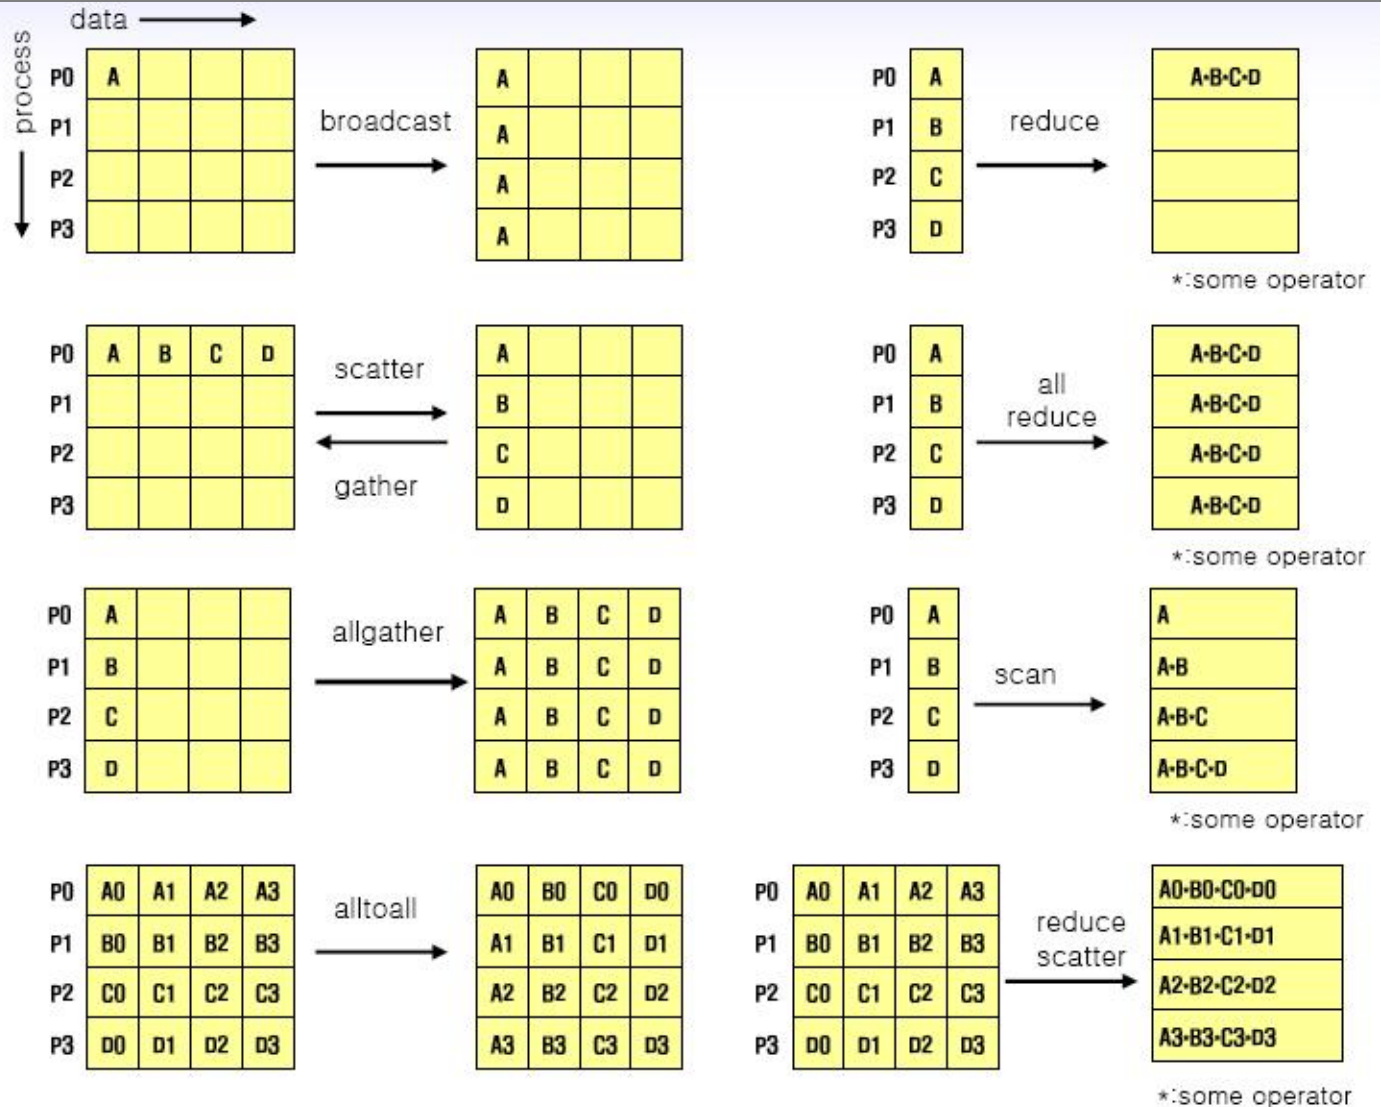 data
process
P0 A
P1
P2
P3
broadcast
A
A
A
A
P0 A
P1 B
P2 C
P3 D
reduce
A*B*C*D
*:some operator
P0 A B C D
P1
P2
P3
scatter
gather
A
B
C
D
P0 A
P1 B
P2 C
P3 D
all
reduce
A*B*C*D
A*B*C*D
A*B*C*D
A*B*C*D
*:some operator
P0 A
P1 B
P2 C
P3 D
allgather
A B C D
A B C D
A B C D
A B C D
P0 A
P1 B
P2 C
P3 D
scan
A
A*B
A*B*C
A*B*C*D
*:some operator
P0 A0 A1 A2 A3
P1 B0 B1 B2 B3
P2 C0 C1 C2 C3
P3 D0 D1 D2 D3
alltoall
A0 B0 C0 D0
A1 B1 C1 D1
A2 B2 C2 D2
A3 B3 C3 D3
P0 A0 A1 A2 A3
P1 B0 B1 B2 B3
P2 C0 C1 C2 C3
P3 D0 D1 D2 D3
reduce
scatter
A0*B0*C0*D0
A1*B1*C1*D1
A2*B2*C2*D2
A3*B3*C3*D3
*:some operator